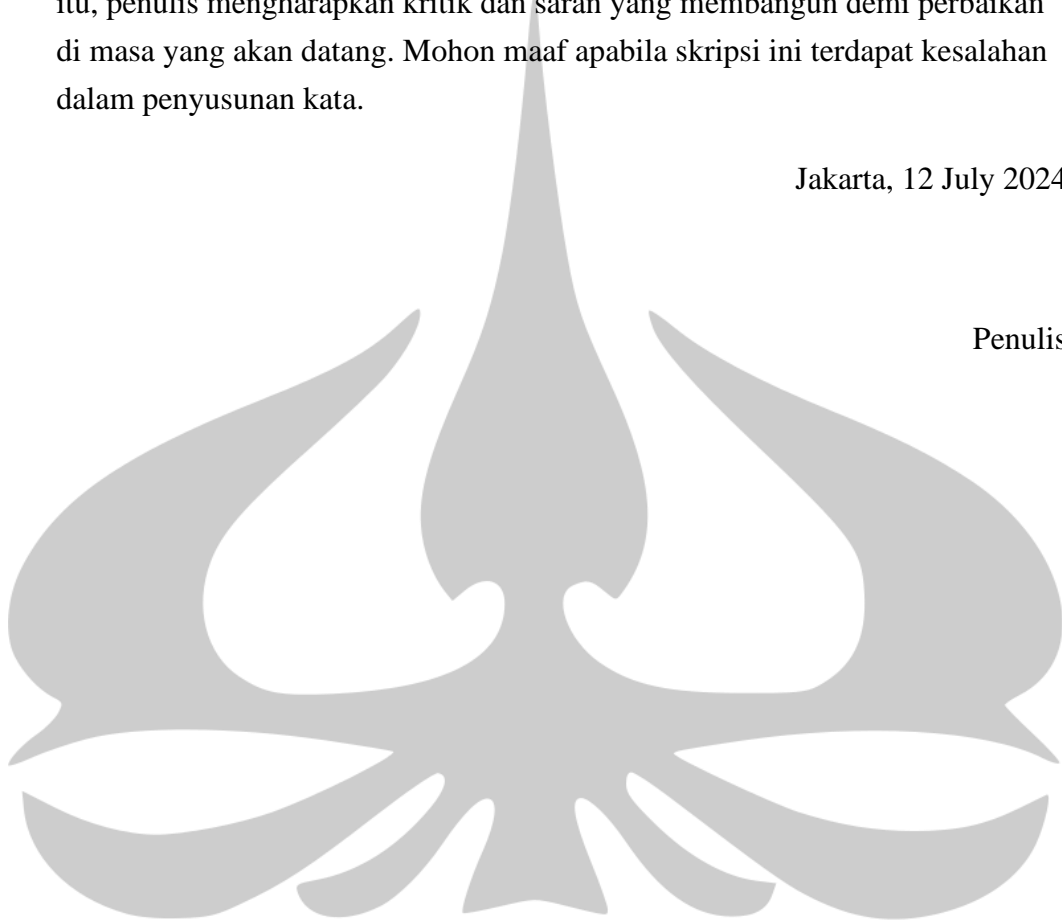 itu, penulis mengharapkan kritik dan saran yang membangun demi perbaikan
di masa yang akan datang. Mohon maaf apabila skripsi ini terdapat kesalahan
dalam penyusunan kata.
Jakarta, 12 July 2024
Penulis